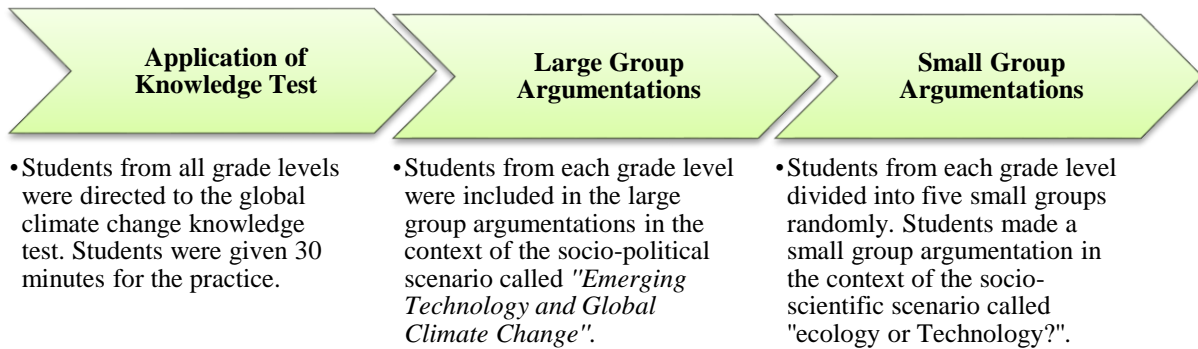 Application of
Knowledge Test
Large Group
Argumentations
Small Group
Argumentations
•Students from all grade levels
were directed to the global
climate change knowledge
test. Students were given 30
minutes for the practice.
•Students from each grade level
were included in the large
group argumentations in the
context of the socio-political
scenario called "Emerging
Technology and Global
Climate Change".
•Students from each grade level
divided into five small groups
randomly. Students made a
small group argumentation in
the context of the socio-
scientific scenario called
"ecology or Technology?".